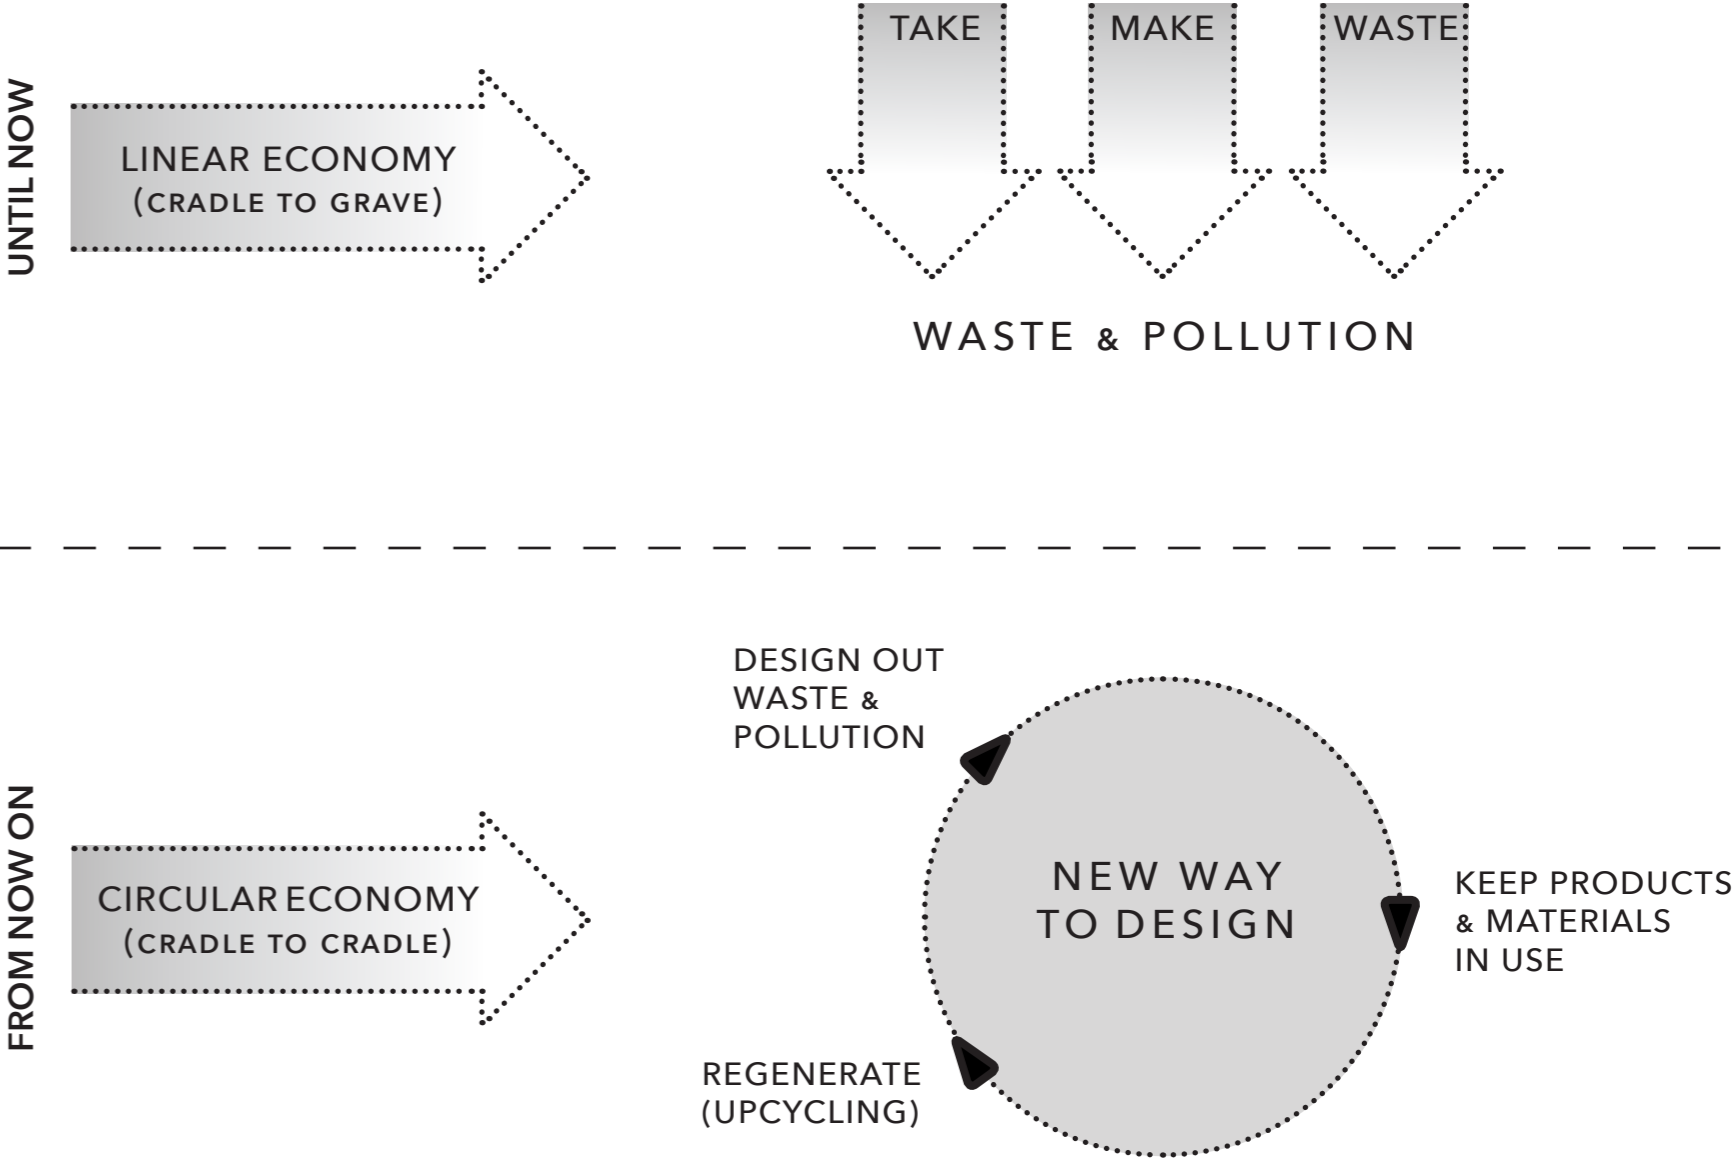 UNTIL NOW
LINEAR ECONOMY
(CRADLE TO GRAVE)
TAKE
MAKE
WASTE
WASTE & POLLUTION
FROM NOW ON
CIRCULAR ECONOMY
(CRADLE TO CRADLE)
DESIGN OUT
WASTE &
POLLUTION
NEW WAY
TO DESIGN
KEEP PRODUCTS
& MATERIALS
IN USE
REGENERATE
(UPCYCLING)